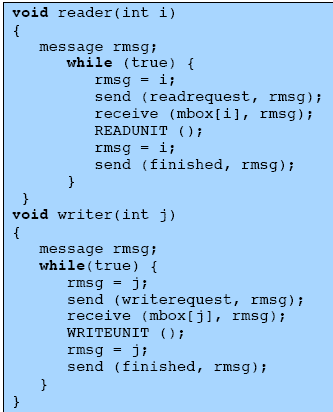 void reader(int i)
{
message rmsg;
while (true) {
rmsg = i;
send (readrequest, rmsg);
receive (mbox[i], rmsg);
READUNIT ();
rmsg = i;
send (finished, rmsg);
}
}
void writer(int j)
{
message rmsg;
while(true) {
rmsg = j;
send (writerequest, rmsg);
receive (mbox[j], rmsg);
WRITEUNIT ();
rmsg = j;
send (finished, rmsg);
}
}